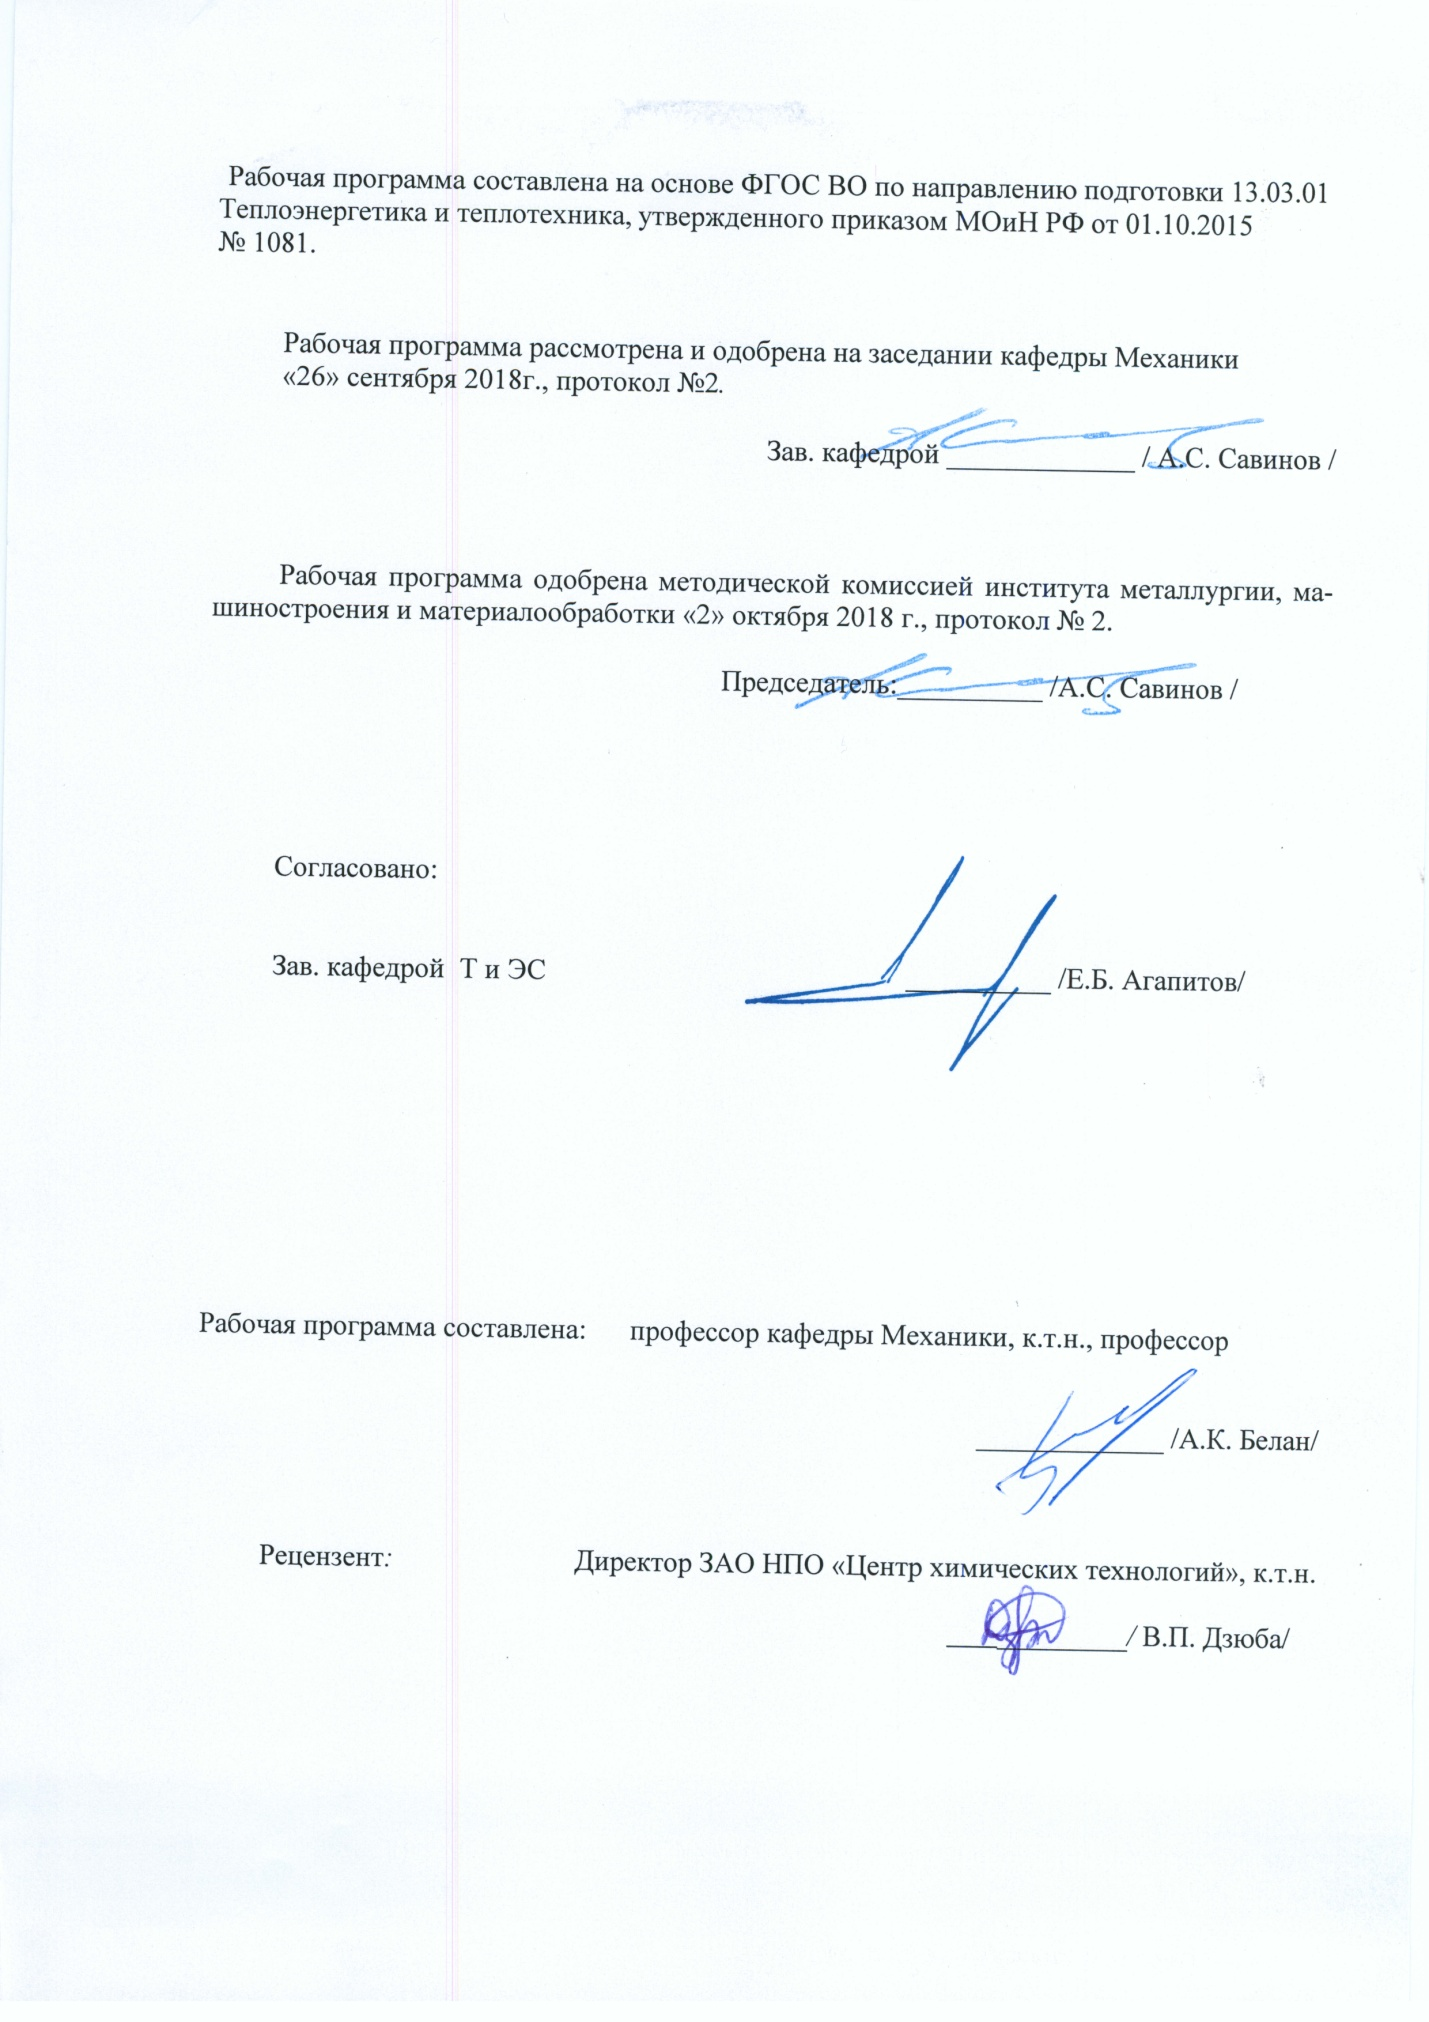 Рабочая программа составлена на основе ФГОС ВО по направлению подготовки 13.03.01
Теплоэнергетика и теплотехника, утвержденного приказом МОиН РФ от 01.10.2015
№ 1081.
Рабочая программа рассмотрена и одобрена на заседании кафедры Механики
«26» сентября 2018г., протокол №2.
Зав. кафедрой _____________ / А.С. Савинов /
Рабочая программа одобрена методической комиссией института металлургии, ма-
шиностроения и материалообработки «2» октября 2018 г., протокол № 2.
Председатель:__________ /А.С. Савинов /
Согласовано:
Зав. кафедрой Т и ЭС __________ /Е.Б. Агапитов/
Рабочая программа составлена: профессор кафедры Механики, к.т.н., профессор
_____________ /А.К. Белан/
Рецензент: Директор ЗАО НПО «Центр химических технологий», к.т.н.
_____________/ В.П. Дзюба/